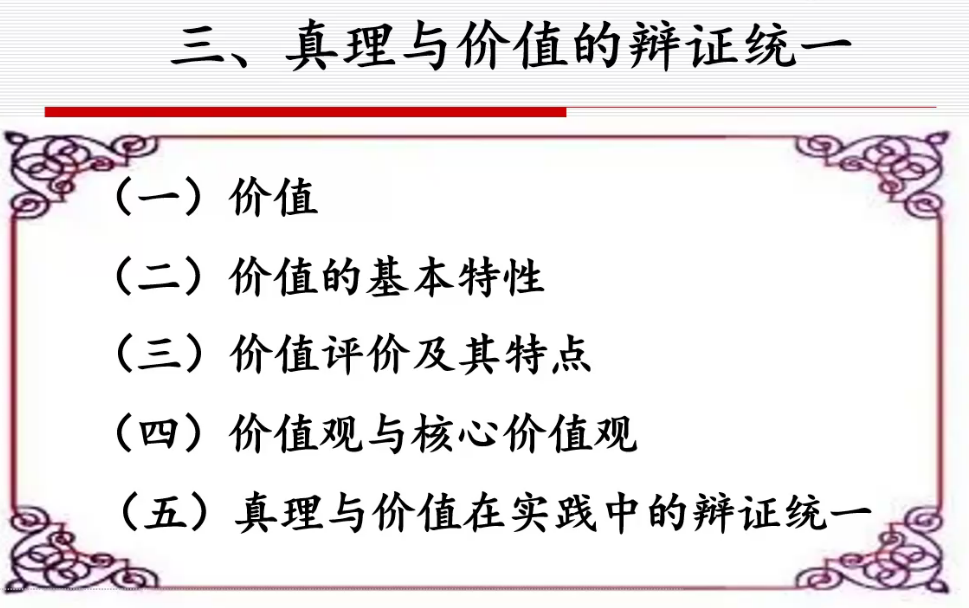 三、真理与价值的辩证统一
（一）价值
（二）价值的基本特性
（三）价值评价及其特点
（四）价值观与核心价值观
（五）真理与价值在实践中的辩证统一